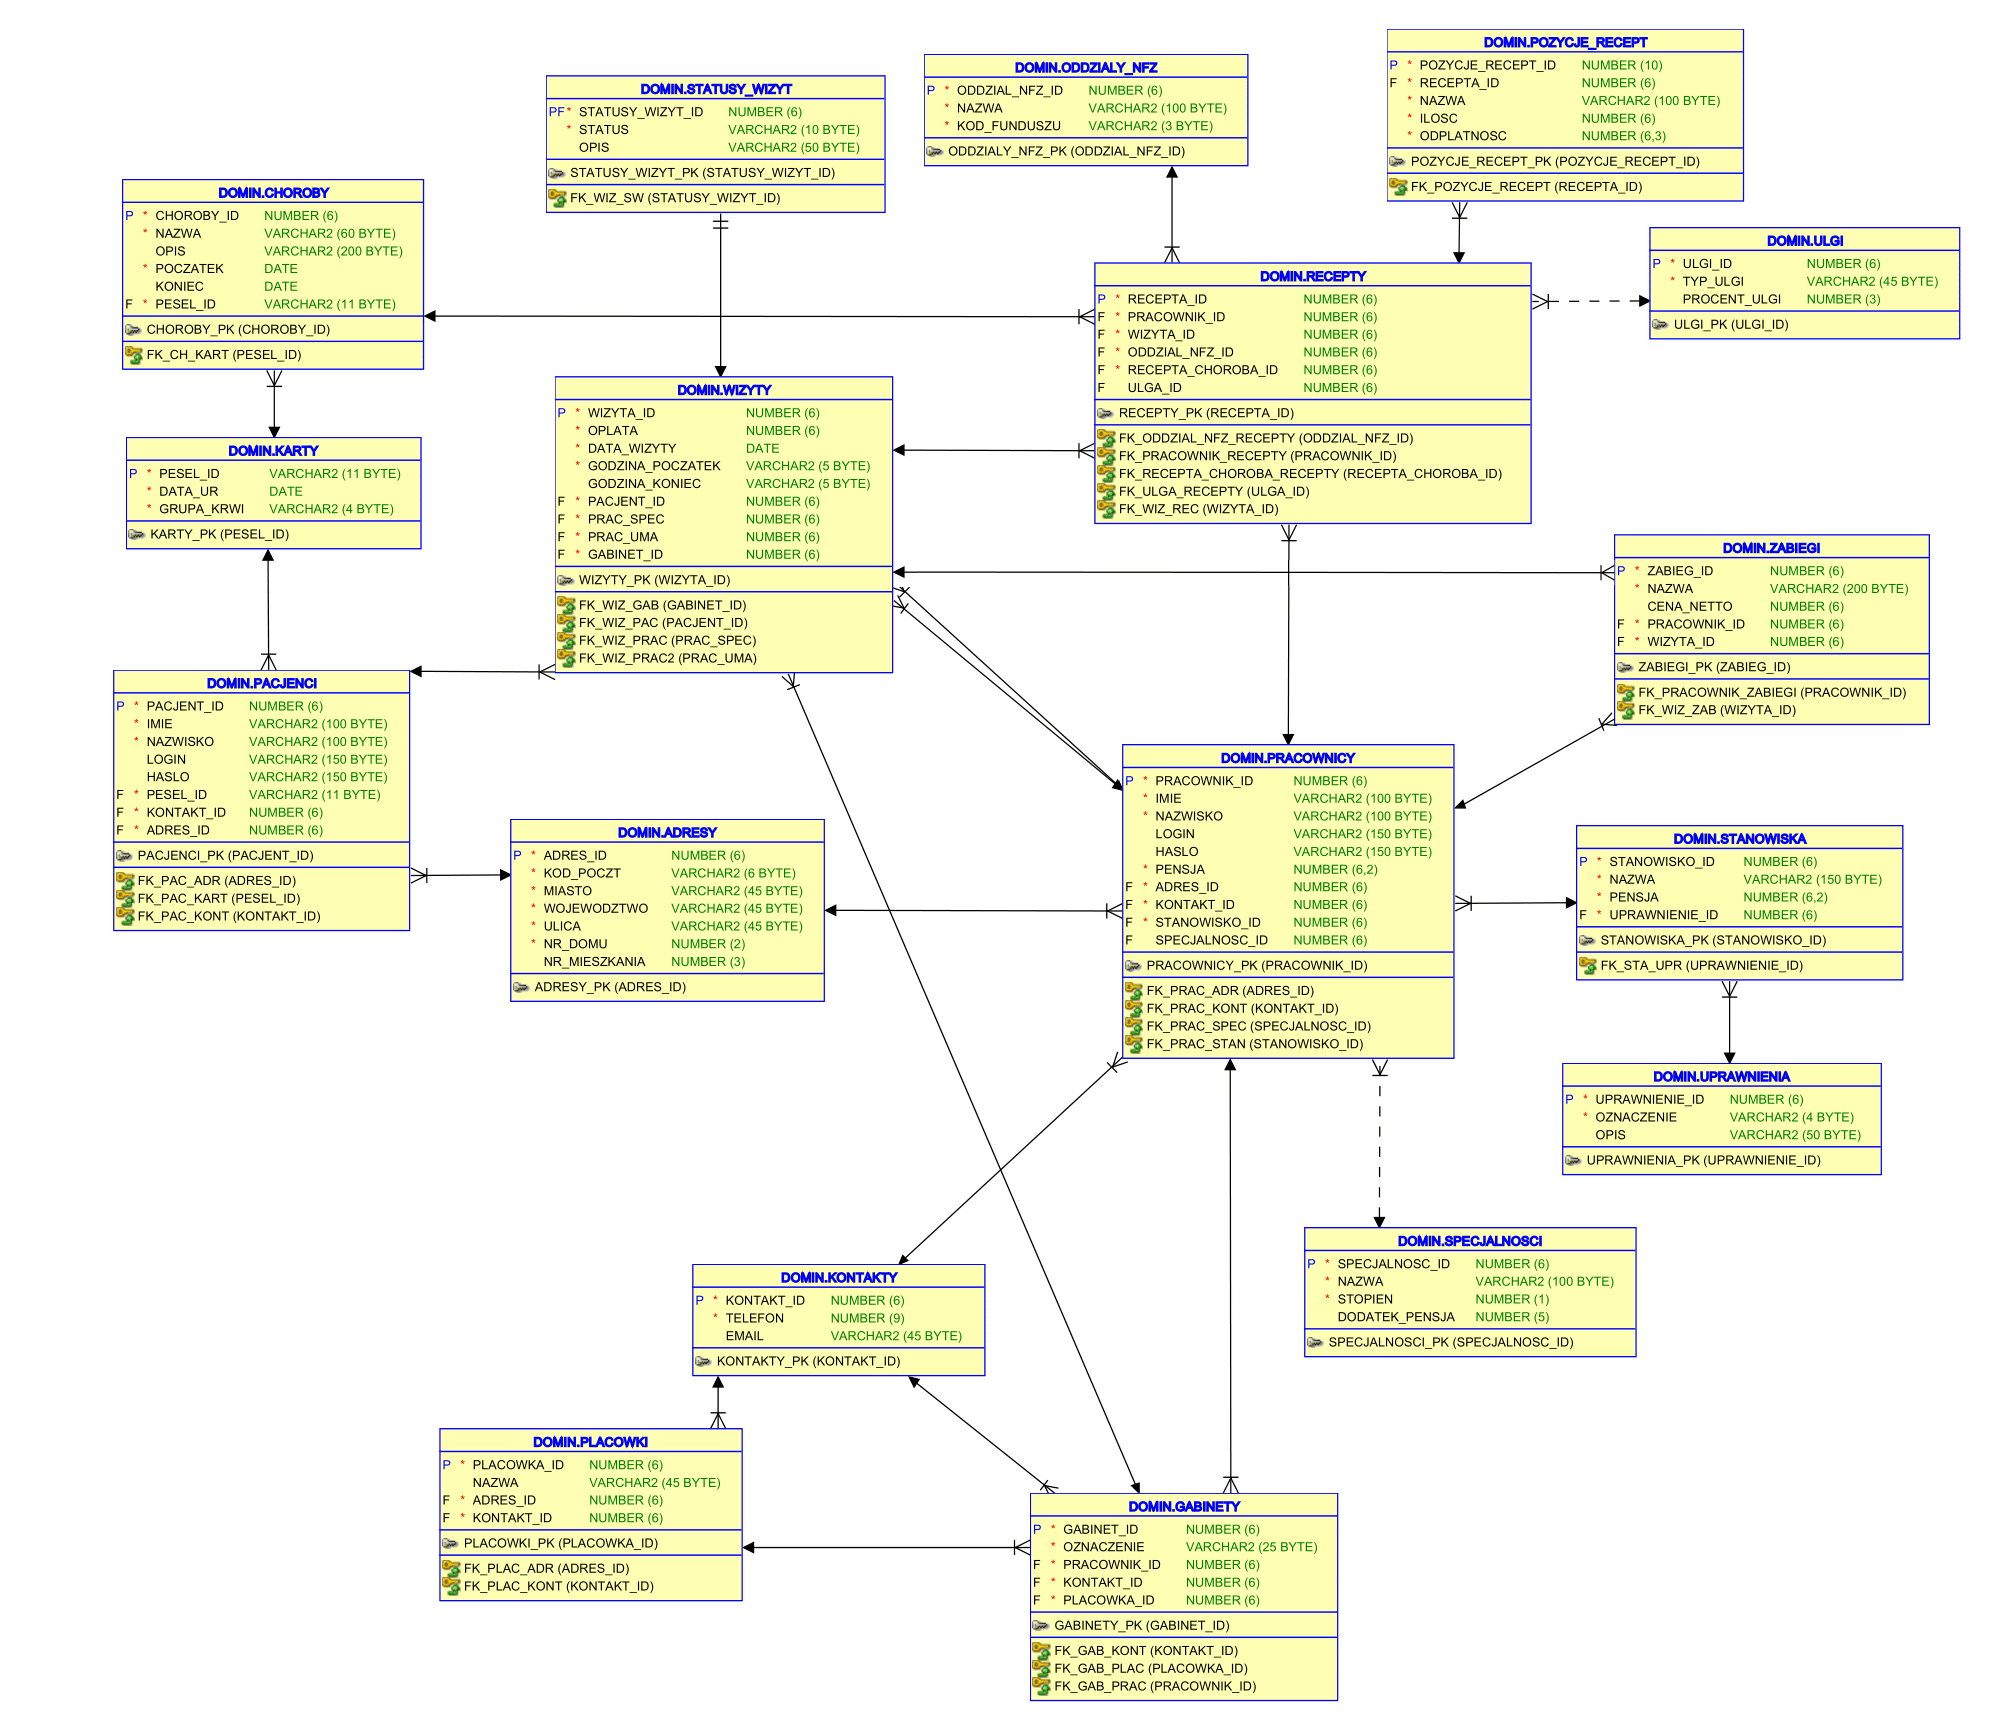 DOMIN.POZYCJE_RECEPT
P * POZYCJE_RECEPT_ID NUMBER (10)
F * RECEPTA_ID NUMBER (6)
* NAZWA VARCHAR2 (100 BYTE)
* ILOSC NUMBER (6)
* ODPLATNOSC NUMBER (6,3)
POZYCJE_RECEPT_PK (POZYCJE_RECEPT_ID)
FK_POZYCJE_RECEPT (RECEPTA_ID)
DOMIN.ODDZIALY_NFZ
P * ODDZIAL_NFZ_ID NUMBER (6)
* NAZWA VARCHAR2 (100 BYTE)
* KOD_FUNDUSZU VARCHAR2 (3 BYTE)
ODDZIALY_NFZ_PK (ODDZIAL_NFZ_ID)
DOMIN.STATUSY_WIZYT
PF * STATUSY_WIZYT_ID NUMBER (6)
* STATUS VARCHAR2 (10 BYTE)
OPIS VARCHAR2 (50 BYTE)
STATUSY_WIZYT_PK (STATUSY_WIZYT_ID)
FK_WIZ_SW (STATUSY_WIZYT_ID)
DOMIN.CHOROBY
P * CHOROBY_ID NUMBER (6)
* NAZWA VARCHAR2 (60 BYTE)
OPIS VARCHAR2 (200 BYTE)
* POCZATEK DATE
KONIEC DATE
F * PESEL_ID VARCHAR2 (11 BYTE)
CHOROBY_PK (CHOROBY_ID)
FK_CH_KART (PESEL_ID)
DOMIN.ULGI
P * ULGI_ID NUMBER (6)
* TYP_ULGI VARCHAR2 (45 BYTE)
PROCENT_ULGI NUMBER (3)
ULGI_PK (ULGI_ID)
DOMIN.RECEPTY
P * RECEPTA_ID NUMBER (6)
F * PRACOWNIK_ID NUMBER (6)
F * WIZYTA_ID NUMBER (6)
F * ODDZIAL_NFZ_ID NUMBER (6)
F * RECEPTA_CHOROBA_ID NUMBER (6)
F ULGA_ID NUMBER (6)
RECEPTY_PK (RECEPTA_ID)
FK_ODDZIAL_NFZ_RECEPTY (ODDZIAL_NFZ_ID)
FK_PRACOWNIK_RECEPTY (PRACOWNIK_ID)
FK_RECEPTA_CHOROBA_RECEPTY (RECEPTA_CHOROBA_ID)
FK_ULGA_RECEPTY (ULGA_ID)
FK_WIZ_REC (WIZYTA_ID)
DOMIN.WIZYTY
P * WIZYTA_ID NUMBER (6)
* OPLATA NUMBER (6)
* DATA_WIZYTY DATE
* GODZINA_POCZATEK VARCHAR2 (5 BYTE)
GODZINA_KONIEC VARCHAR2 (5 BYTE)
F * PACJENT_ID NUMBER (6)
F * PRAC_SPEC NUMBER (6)
F * PRAC_UMA NUMBER (6)
F * GABINET_ID NUMBER (6)
WIZYTY_PK (WIZYTA_ID)
FK_WIZ_GAB (GABINET_ID)
FK_WIZ_PAC (PACJENT_ID)
FK_WIZ_PRAC (PRAC_SPEC)
FK_WIZ_PRAC2 (PRAC_UMA)
DOMIN.KARTY
P * PESEL_ID VARCHAR2 (11 BYTE)
* DATA_UR DATE
* GRUPA_KRWI VARCHAR2 (4 BYTE)
KARTY_PK (PESEL_ID)
DOMIN.ZABIEGI
P * ZABIEG_ID NUMBER (6)
* NAZWA VARCHAR2 (200 BYTE)
CENA_NETTO NUMBER (6)
F * PRACOWNIK_ID NUMBER (6)
F * WIZYTA_ID NUMBER (6)
ZABIEGI_PK (ZABIEG_ID)
FK_PRACOWNIK_ZABIEGI (PRACOWNIK_ID)
FK_WIZ_ZAB (WIZYTA_ID)
DOMIN.PACJENCI
P * PACJENT_ID NUMBER (6)
* IMIE VARCHAR2 (100 BYTE)
* NAZWISKO VARCHAR2 (100 BYTE)
LOGIN VARCHAR2 (150 BYTE)
HASLO VARCHAR2 (150 BYTE)
F * PESEL_ID VARCHAR2 (11 BYTE)
F * KONTAKT_ID NUMBER (6)
F * ADRES_ID NUMBER (6)
PACJENCI_PK (PACJENT_ID)
FK_PAC_ADR (ADRES_ID)
FK_PAC_KART (PESEL_ID)
FK_PAC_KONT (KONTAKT_ID)
DOMIN.PRACOWNICY
P * PRACOWNIK_ID NUMBER (6)
* IMIE VARCHAR2 (100 BYTE)
* NAZWISKO VARCHAR2 (100 BYTE)
LOGIN VARCHAR2 (150 BYTE)
HASLO VARCHAR2 (150 BYTE)
* PENSJA NUMBER (6,2)
F * ADRES_ID NUMBER (6)
F * KONTAKT_ID NUMBER (6)
F * STANOWISKO_ID NUMBER (6)
F SPECJALNOSC_ID NUMBER (6)
PRACOWNICY_PK (PRACOWNIK_ID)
FK_PRAC_ADR (ADRES_ID)
FK_PRAC_KONT (KONTAKT_ID)
FK_PRAC_SPEC (SPECJALNOSC_ID)
FK_PRAC_STAN (STANOWISKO_ID)
DOMIN.ADRESY
P * ADRES_ID NUMBER (6)
* KOD_POCZT VARCHAR2 (6 BYTE)
* MIASTO VARCHAR2 (45 BYTE)
* WOJEWODZTWO VARCHAR2 (45 BYTE)
* ULICA VARCHAR2 (45 BYTE)
* NR_DOMU NUMBER (2)
NR_MIESZKANIA NUMBER (3)
ADRESY_PK (ADRES_ID)
DOMIN.STANOWISKA
P * STANOWISKO_ID NUMBER (6)
* NAZWA VARCHAR2 (150 BYTE)
* PENSJA NUMBER (6,2)
F * UPRAWNIENIE_ID NUMBER (6)
STANOWISKA_PK (STANOWISKO_ID)
FK_STA_UPR (UPRAWNIENIE_ID)
DOMIN.UPRAWNIENIA
P * UPRAWNIENIE_ID NUMBER (6)
* OZNACZENIE VARCHAR2 (4 BYTE)
OPIS VARCHAR2 (50 BYTE)
UPRAWNIENIA_PK (UPRAWNIENIE_ID)
DOMIN.SPECJALNOSCI
P * SPECJALNOSC_ID NUMBER (6)
* NAZWA VARCHAR2 (100 BYTE)
* STOPIEN NUMBER (1)
DODATEK_PENSJA NUMBER (5)
SPECJALNOSCI_PK (SPECJALNOSC_ID)
DOMIN.KONTAKTY
P * KONTAKT_ID NUMBER (6)
* TELEFON NUMBER (9)
EMAIL VARCHAR2 (45 BYTE)
KONTAKTY_PK (KONTAKT_ID)
DOMIN.PLACOWKI
P * PLACOWKA_ID NUMBER (6)
NAZWA VARCHAR2 (45 BYTE)
F * ADRES_ID NUMBER (6)
F * KONTAKT_ID NUMBER (6)
PLACOWKI_PK (PLACOWKA_ID)
FK_PLAC_ADR (ADRES_ID)
FK_PLAC_KONT (KONTAKT_ID)
DOMIN.GABINETY
P * GABINET_ID NUMBER (6)
* OZNACZENIE VARCHAR2 (25 BYTE)
F * PRACOWNIK_ID NUMBER (6)
F * KONTAKT_ID NUMBER (6)
F * PLACOWKA_ID NUMBER (6)
GABINETY_PK (GABINET_ID)
FK_GAB_KONT (KONTAKT_ID)
FK_GAB_PLAC (PLACOWKA_ID)
FK_GAB_PRAC (PRACOWNIK_ID)